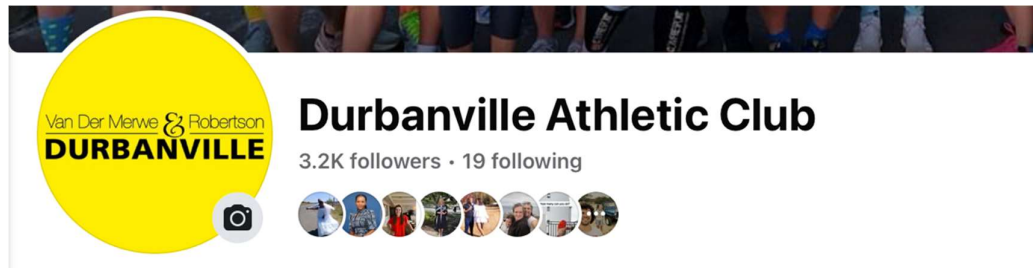 Van Der Merwe & Robertson
DURBANVILLE
Durbanville Athletic Club
3.2K followers · 19 following